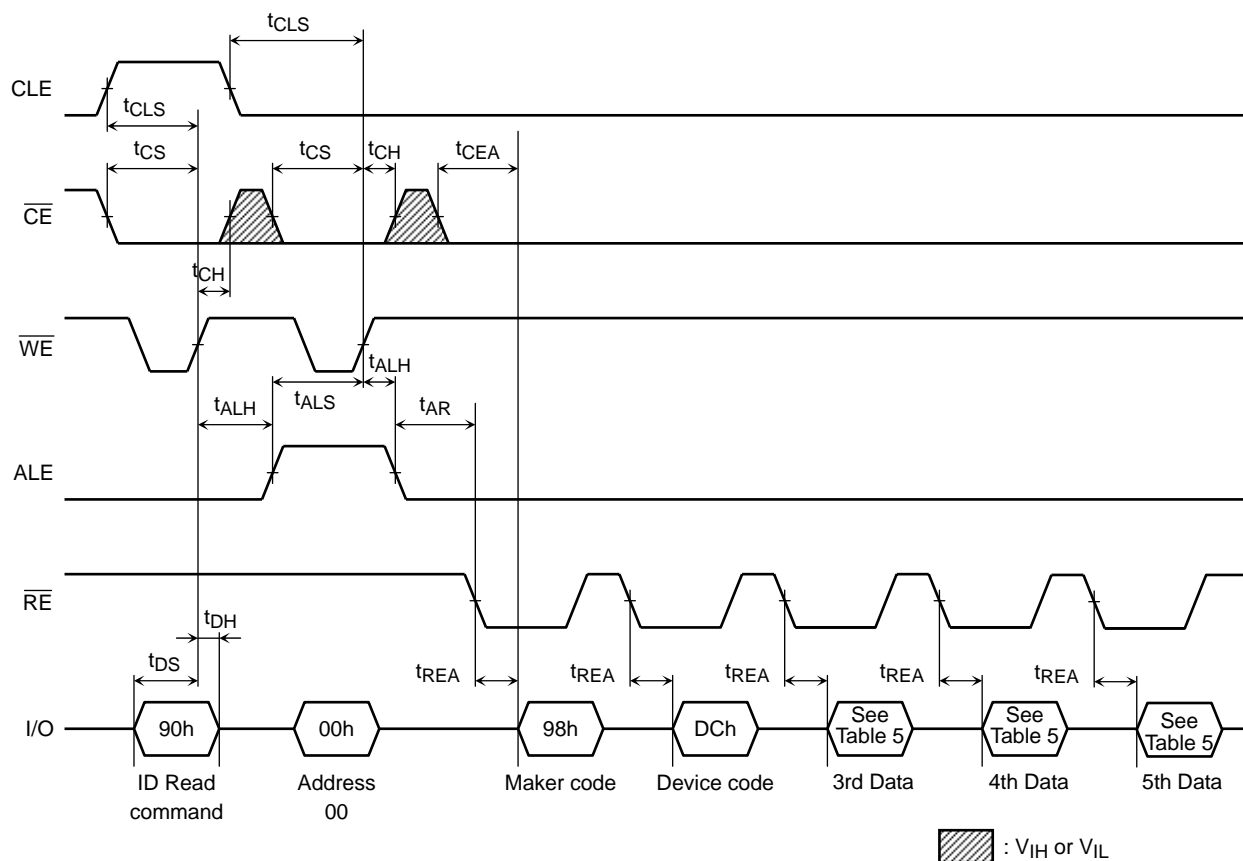 tCLS
CLE
tCLS
tCS tCS tCH tCEA
CE
tCH
WE
tALH
tALH tALS tAR
ALE
RE
tDH
tDS tREA tREA tREA tREA tREA
I/O 90h 00h 98h DCh See Table 5 See Table 5 See Table 5
ID Read command Address 00 Maker code Device code 3rd Data 4th Data 5th Data
: VIH or VIL